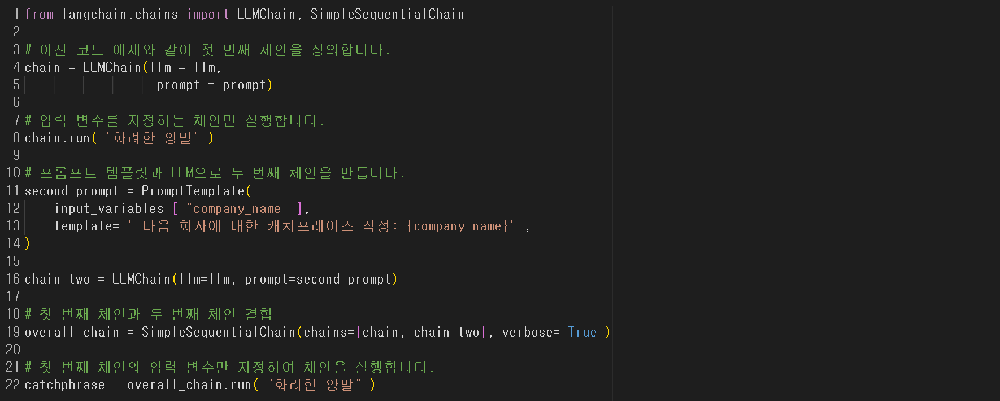 1 from langchain.chains import LLMChain, SimpleSequentialChain
2
3 # 이전 코드 예제와 같이 첫 번째 체인을 정의합니다.
4 chain = LLMChain(llm = llm,
5                   prompt = prompt)
6
7 # 입력 변수를 지정하는 체인만 실행합니다.
8 chain.run( "화려한 양말" )
9
10 # 프롬프트 템플릿과 LLM으로 두 번째 체인을 만듭니다.
11 second_prompt = PromptTemplate(
12     input_variables=[ "company_name" ],
13     template= " 다음 회사에 대한 캐치프레이즈 작성: {company_name}" ,
14 )
15
16 chain_two = LLMChain(llm=llm, prompt=second_prompt)
17
18 # 첫 번째 체인과 두 번째 체인 결합
19 overall_chain = SimpleSequentialChain(chains=[chain, chain_two], verbose= True )
20
21 # 첫 번째 체인의 입력 변수만 지정하여 체인을 실행합니다.
22 catchphrase = overall_chain.run( "화려한 양말" )